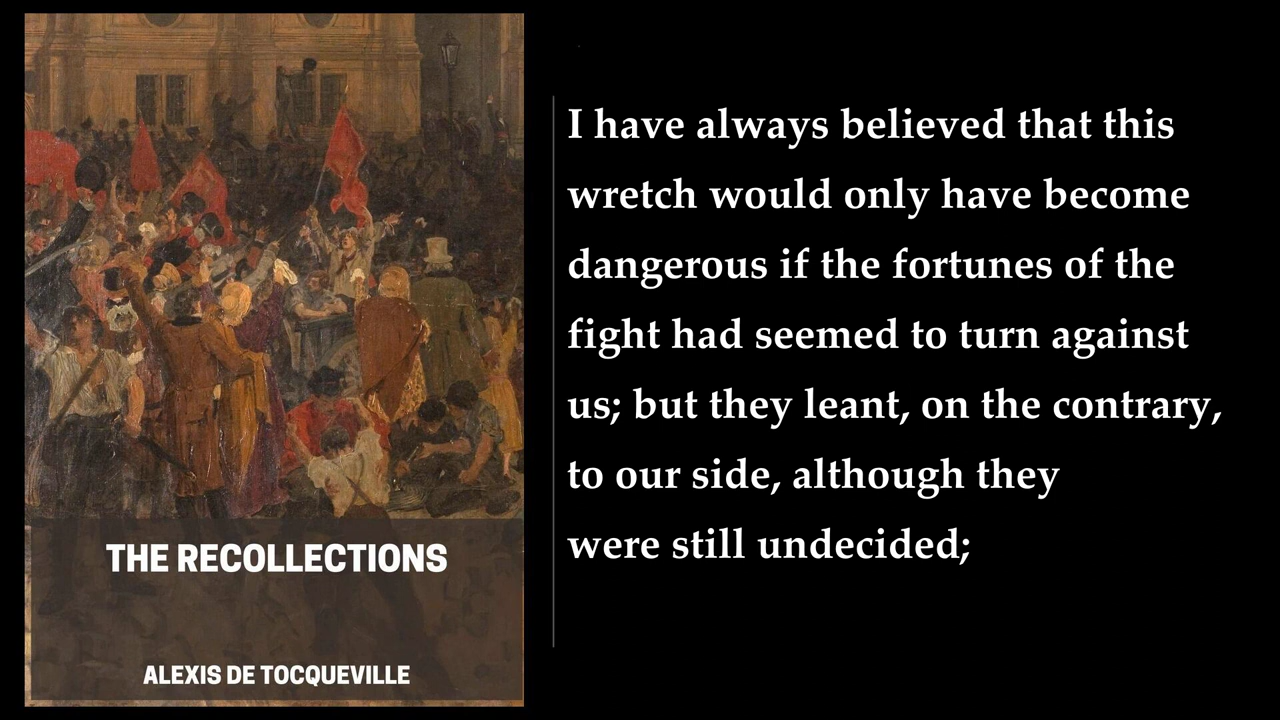 THE RECOLLECTIONS
ALEXIS DE TOCQUEVILLE
I have always believed that this
wretch would only have become
dangerous if the fortunes of the
fight had seemed to turn against
us; but they leant, on the contrary,
to our side, although they
were still undecided;